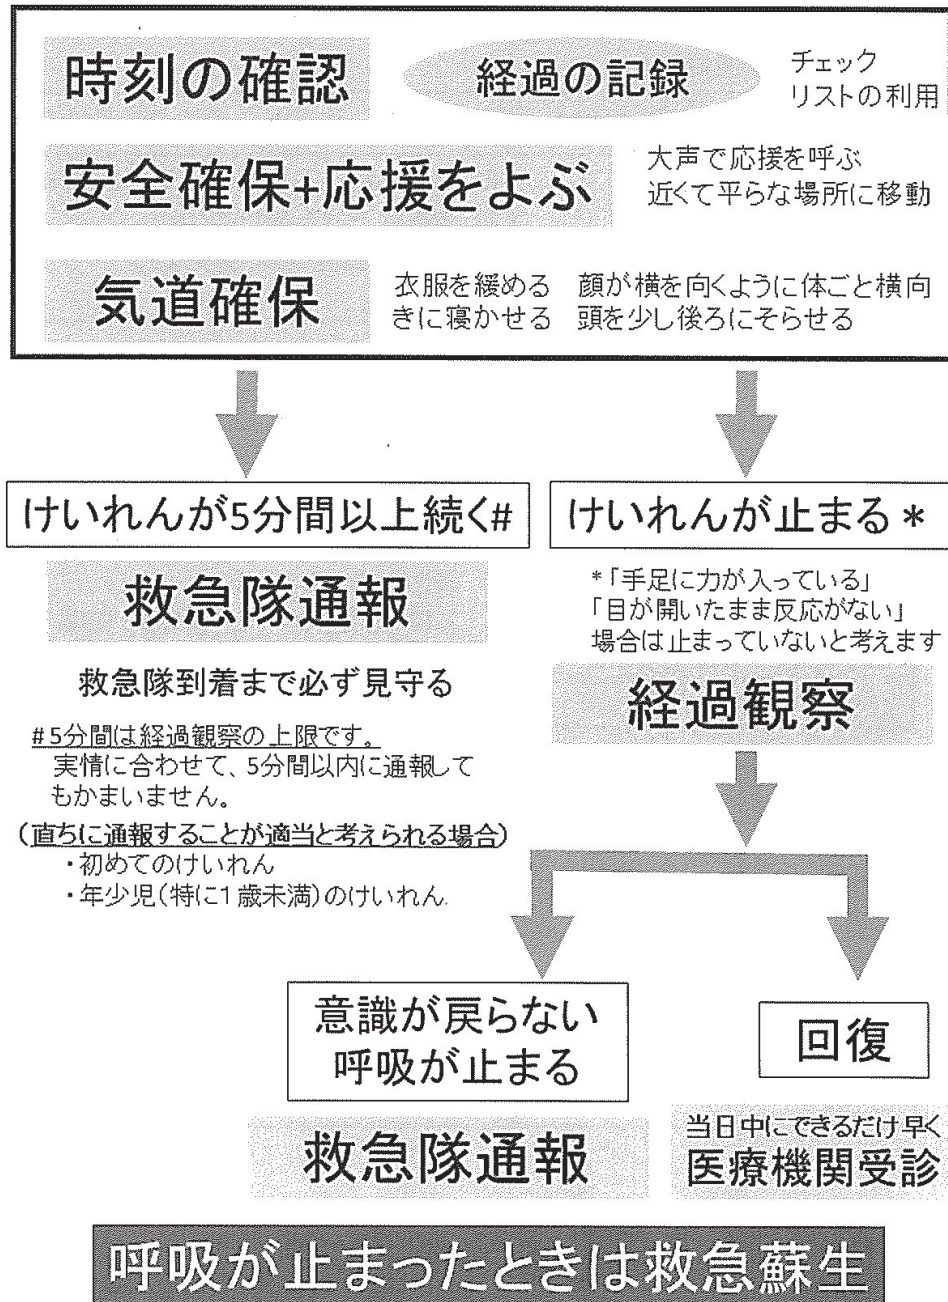 時刻の確認
経過の記録
チェック
リストの利用
安全確保+応援をよぶ
大声で応援を呼ぶ
近くて平らな場所に移動
気道確保
衣服を緩める 顔が横を向くように体ごと横向
きに寝かせる 頭を少し後ろにそらせる
けいれんが5分間以上続く#
救急隊通報
救急隊到着まで必ず見守る
#5分間は経過観察の上限です。
実情に合わせて、5分間以内に通報して
もかまいません。
(直ちに通報することが適当と考えられる場合)
・初めてのけいれん
・年少児(特に1歳未満)のけいれん
けいれんが止まる*
*「手足に力が入っている」
「目が開いたまま反応がない」
場合は止まっていないと考えます
経過観察
意識が戻らない
呼吸が止まる
救急隊通報
回復
当日中にできるだけ早く
医療機関受診
呼吸が止まったときは救急蘇生